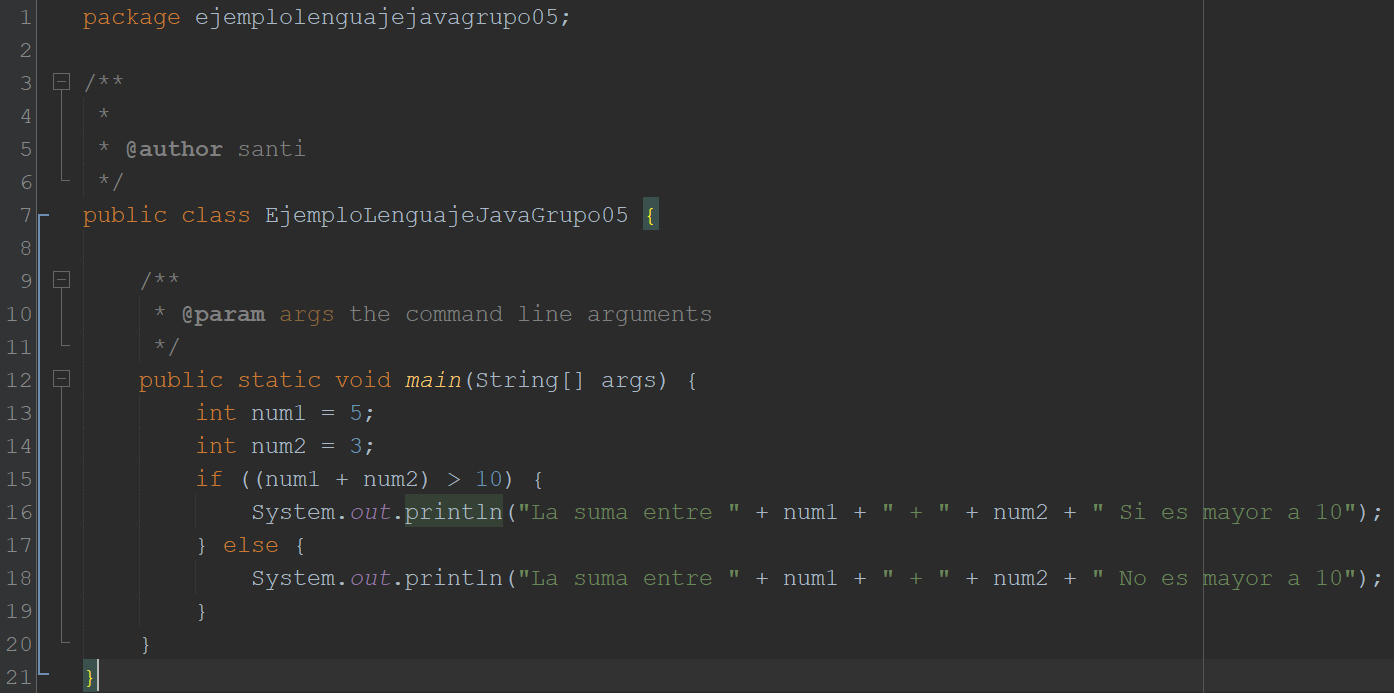 1 package ejemplolenguajejavagrupo05;
2
3 /**
4  *
5  * @author santi
6  */
7 public class EjemploLenguajeJavaGrupo05 {
8
9     /**
10      * @param args the command line arguments
11      */
12     public static void main(String[] args) {
13         int num1 = 5;
14         int num2 = 3;
15         if ((num1 + num2) > 10) {
16             System.out.println("La suma entre " + num1 + " + " + num2 + " Si es mayor a 10");
17         } else {
18             System.out.println("La suma entre " + num1 + " + " + num2 + " No es mayor a 10");
19         }
20     }
21 }